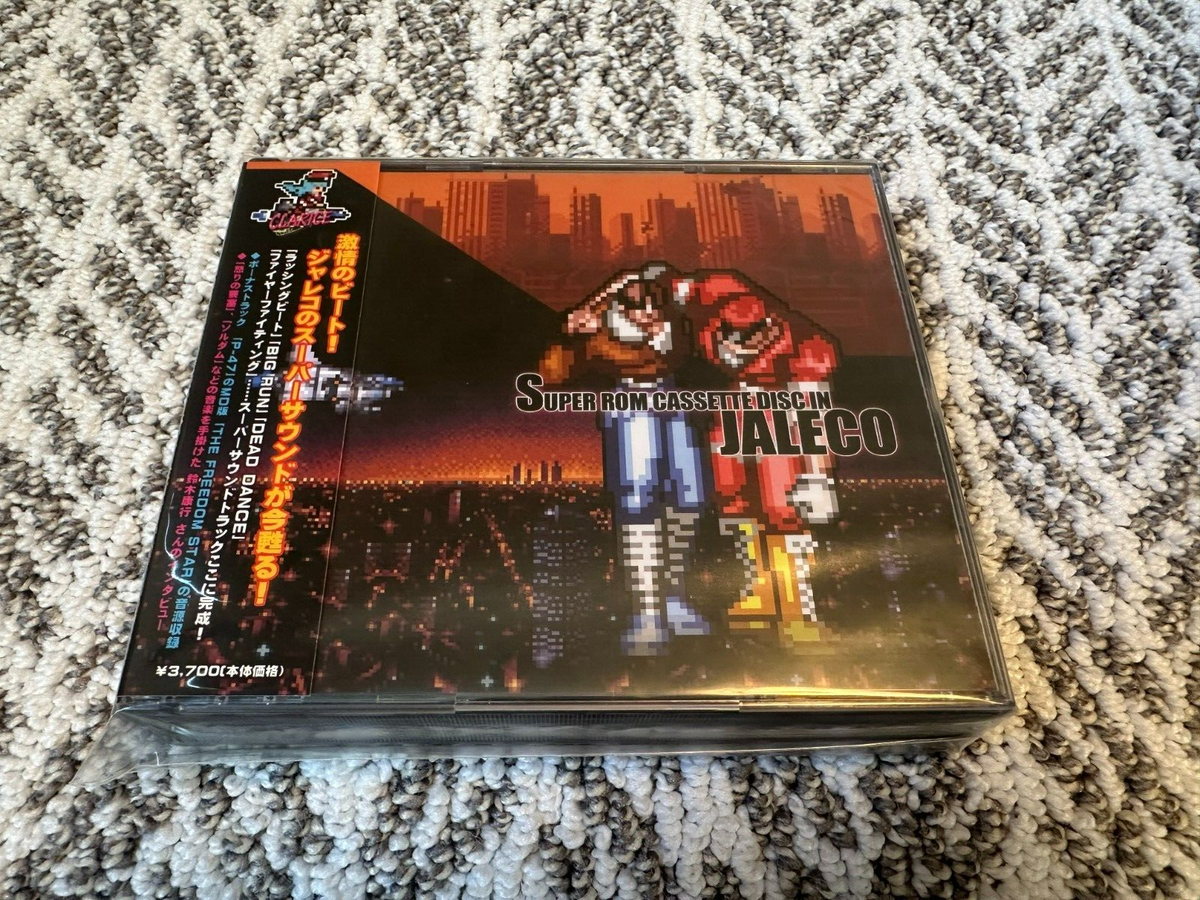 CLARICE
激情のビート!
ジャレコのスーパーサウンドが今甦る!
「ラッシングビート」「BIG RUN」「DEAD DANCE」
「ファイヤーファイティング」……スーパーサウンドトラックここに完成!
◆ボーナストラック 「P-47」のMD版 「THE FREEDOM STAR」の音源収録
◆「怒りの要塞」、「ソルダム」などの音楽を手掛けた 鈴木康行 さんのインタビュー
¥3,700(本体価格)
SUPER ROM CASSETTE DISC IN
JALECO